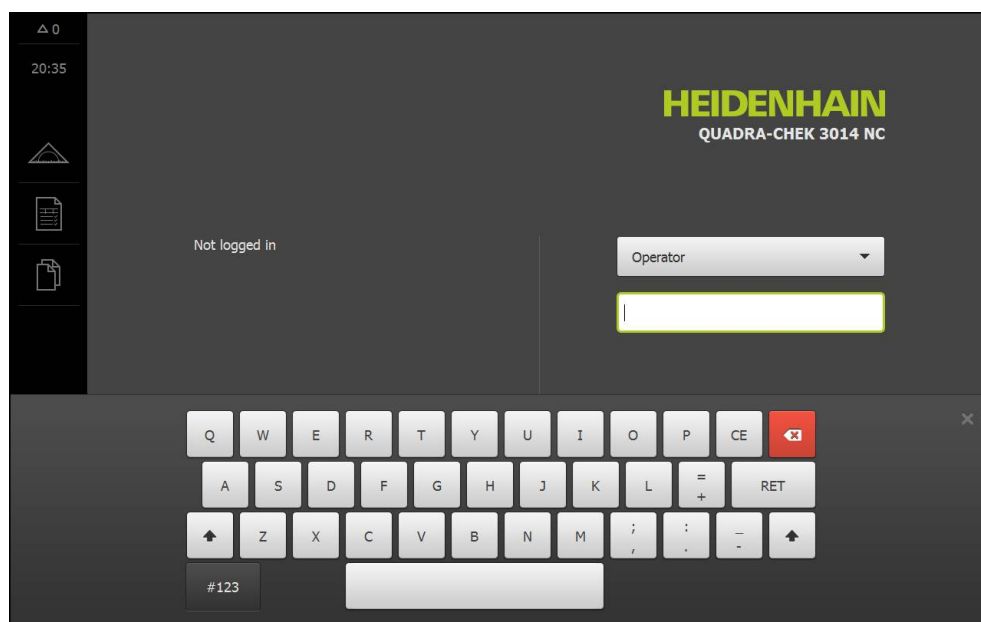 0
20:35
HEIDENHAIN
QUADRA-CHEK 3014 NC
Not logged in
Operator
Q W E R T Y U I O P CE
A S D F G H J K L = + RET
Z X C V B N M ; , : . _ -
#123